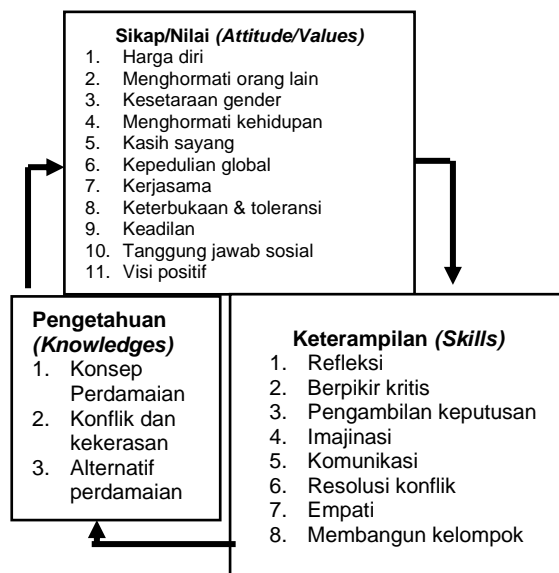 Sikap/Nilai (Attitude/Values)
1. Harga diri
2. Menghormati orang lain
3. Kesetaraan gender
4. Menghormati kehidupan
5. Kasih sayang
6. Kepedulian global
7. Kerjasama
8. Keterbukaan & toleransi
9. Keadilan
10. Tanggung jawab sosial
11. Visi positif
Pengetahuan
(Knowledges)
1. Konsep
Perdamaian
2. Konflik dan
kekerasan
3. Alternatif
perdamaian
Keterampilan (Skills)
1. Refleksi
2. Berpikir kritis
3. Pengambilan keputusan
4. Imajinasi
5. Komunikasi
6. Resolusi konflik
7. Empati
8. Membangun kelompok